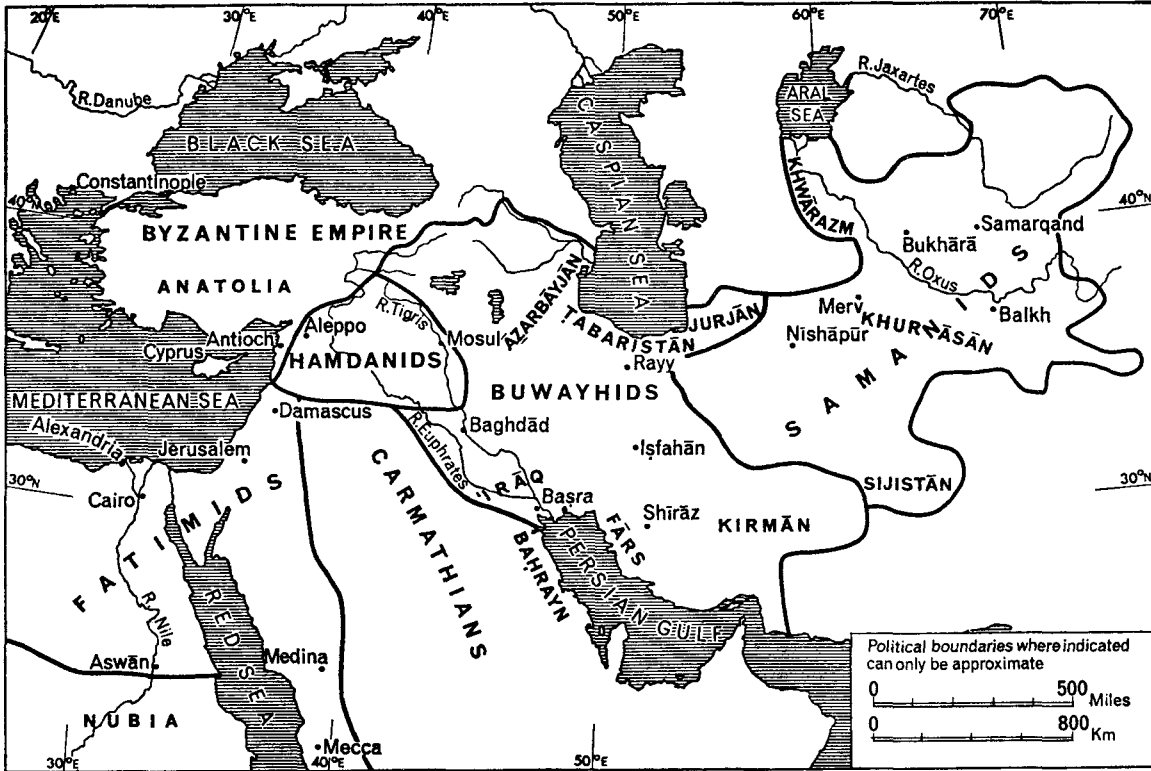 20°E
30°E
40°E
50°E
60°E
70°E
R.Danube
BLACK SEA
CASPIAN SEA
ARAL
SEA
R.Jaxartes
Constantinople
40°N
KHWĀRAZM
40°N
BYZANTINE EMPIRE
Samarqand
Bukhārā
ANATOLIA
R.Oxus
R.Tigris
ĀZARBĀYJĀN
Balkh
Aleppo
Mosul
ṬABARISTĀN
JURJĀN
Merv
KHURĀSĀN
Antioch
Cyprus
Nīshāpūr
HAMDANIDS
Rayy
SAMANIDS
BUWAYHIDS
MEDITERRANEAN SEA
Damascus
Baghdād
Alexandria
Jerusalem
R.Euphrates
Iṣfahān
30°N
CARMATHIANS
'IRĀQ
SIJISTĀN
30°N
Cairo
Baṣra
Shīrāz
KIRMĀN
FATIMIDS
FĀRS
BAḤRAYN
PERSIAN GULF
R. Nile
RED SEA
Aswān
Medina
Political boundaries where indicated
can only be approximate
0 500 Miles
0 800 Km
NUBIA
Mecca
30°E
40°E
50°E